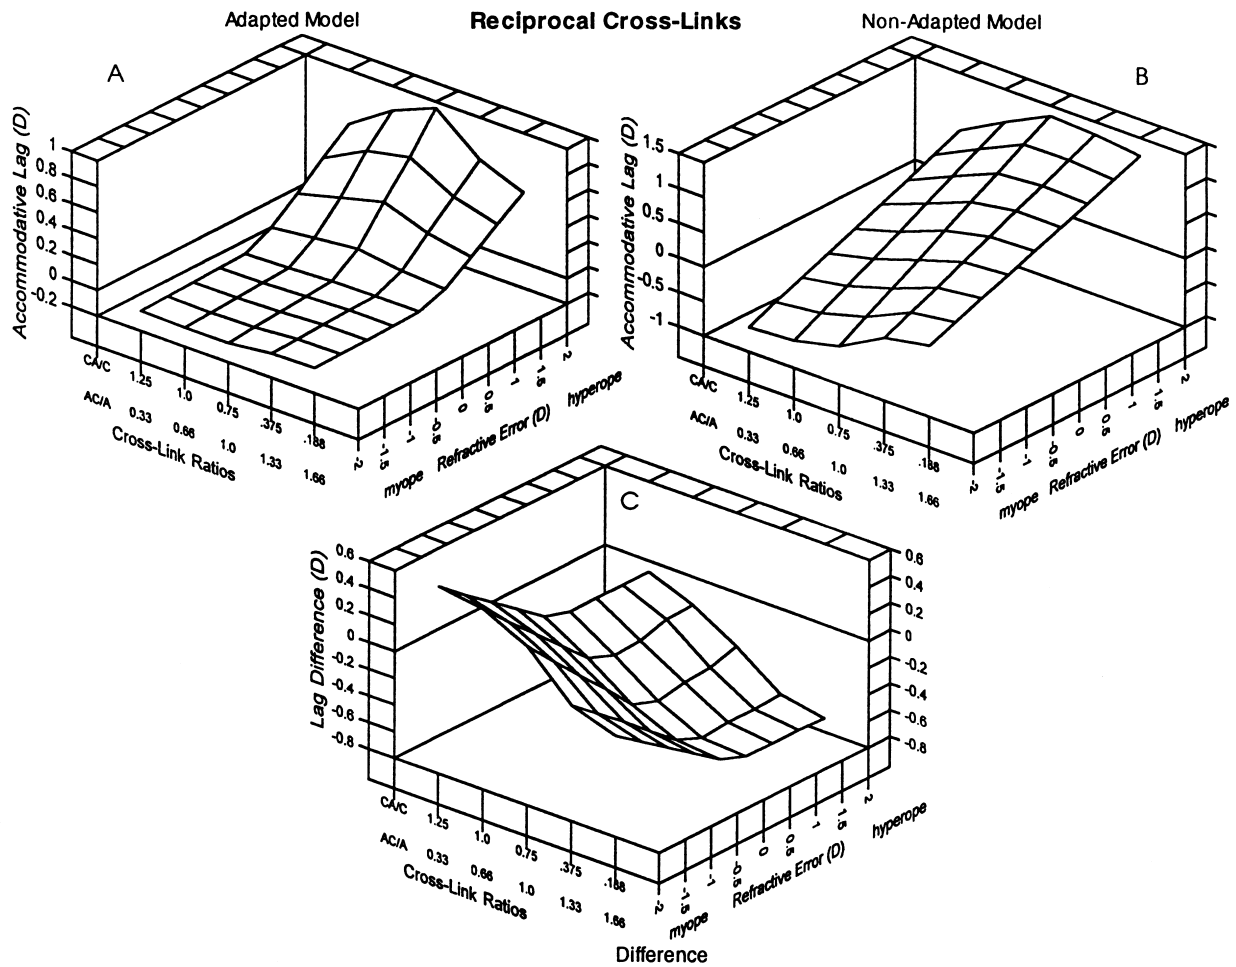 Adapted Model
Reciprocal Cross-Links
Non-Adapted Model
A
Accommodative Lag (D)
1
0.8
0.6
0.4
0.2
0
-0.2
CA/C 1.25 1.0 0.75 .375 .188
AC/A 0.33 0.66 1.0 1.33 1.66
Cross-Link Ratios
-2 -1.5 -1 -0.5 0 0.5 1 1.5 2
myope Refractive Error (D) hyperope
B
Accommodative Lag (D)
1.5
1
0.5
0
-0.5
-1
CA/C 1.25 1.0 0.75 .375 .188
AC/A 0.33 0.66 1.0 1.33 1.66
Cross-Link Ratios
-2 -1.5 -1 -0.5 0 0.5 1 1.5 2
myope Refractive Error (D) hyperope
C
Lag Difference (D)
0.6
0.4
0.2
0
-0.2
-0.4
-0.6
-0.8
0.6
0.4
0.2
0
-0.2
-0.4
-0.6
-0.8
CA/C 1.25 1.0 0.75 .375 .188
AC/A 0.33 0.66 1.0 1.33 1.66
Cross-Link Ratios
-2 -1.5 -1 -0.5 0 0.5 1 1.5 2
myope Refractive Error (D) hyperope
Difference